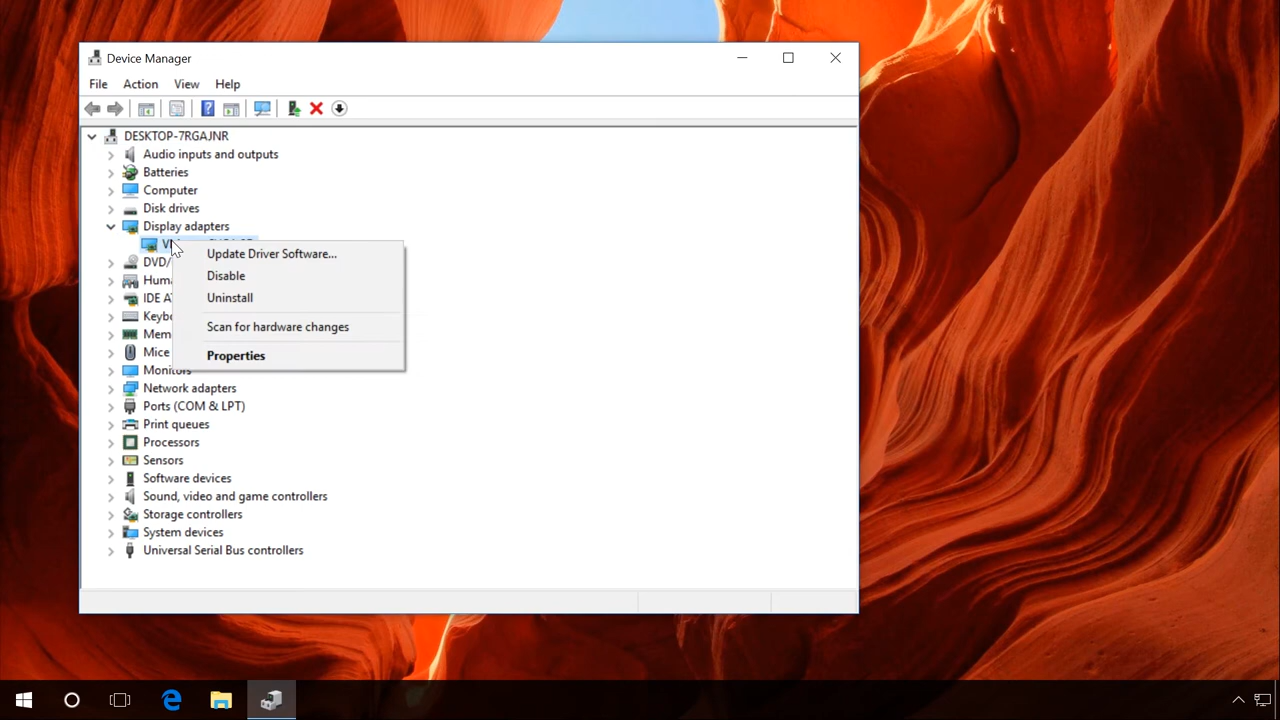 Device Manager
File Action View Help
DESKTOP-7RGAJNR
Audio inputs and outputs
Batteries
Computer
Disk drives
Display adapters
DVD/
Update Driver Software...
Disable
Uninstall
Scan for hardware changes
Properties
IDE
Mice
Monitors
Network adapters
Ports (COM & LPT)
Print queues
Processors
Sensors
Software devices
Sound, video and game controllers
Storage controllers
System devices
Universal Serial Bus controllers